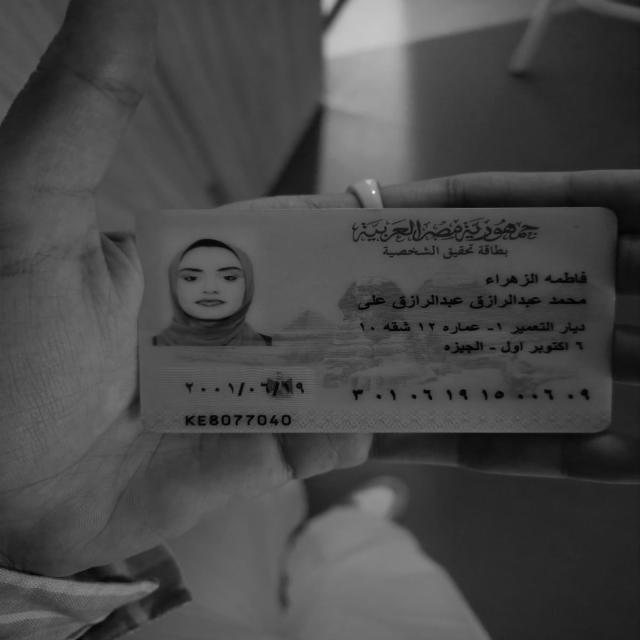 جمهورية مصر العربية
بطاقة تحقيق الشخصية
فاطمه الزهراء
محمد عبدالرازق عبدالرازق على
ديار التعمير ١- عماره ١٢ شقه ١٠
٦ اكتوبر اول - الجيزه
٢٠٠١/٠٦/١٩
٣٠١٠٦١٩١٥٠٠٦٠٩
KE8077040